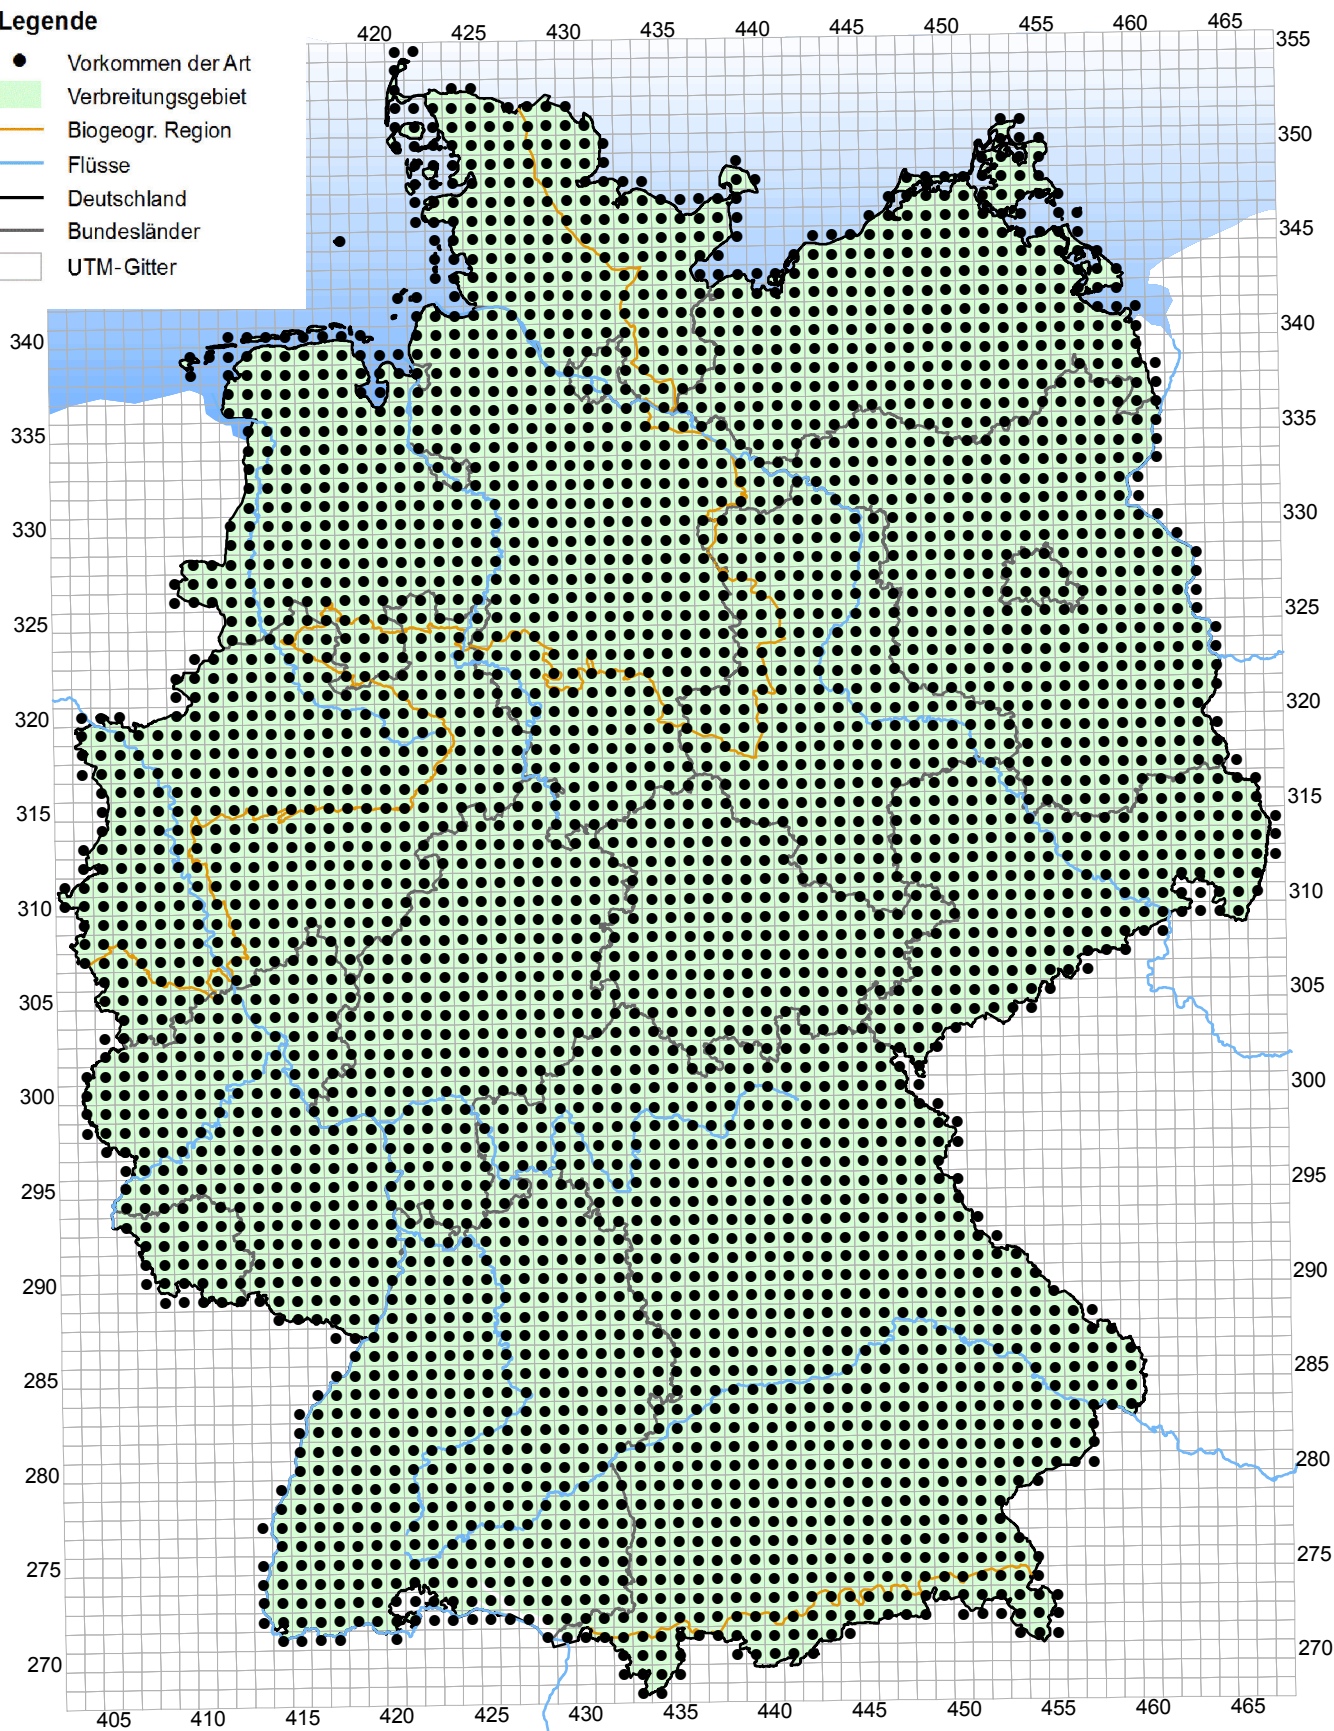 Legende
Vorkommen der Art
Verbreitungsgebiet
Biogeogr. Region
Flüsse
Deutschland
Bundesländer
UTM-Gitter
420 425 430 435 440 445 450 455 460 465
355
350
345
340 340
335 335
330 330
325 325
320 320
315 315
310 310
305 305
300 300
295 295
290 290
285 285
280 280
275 275
270 270
405 410 415 420 425 430 435 440 445 450 455 460 465